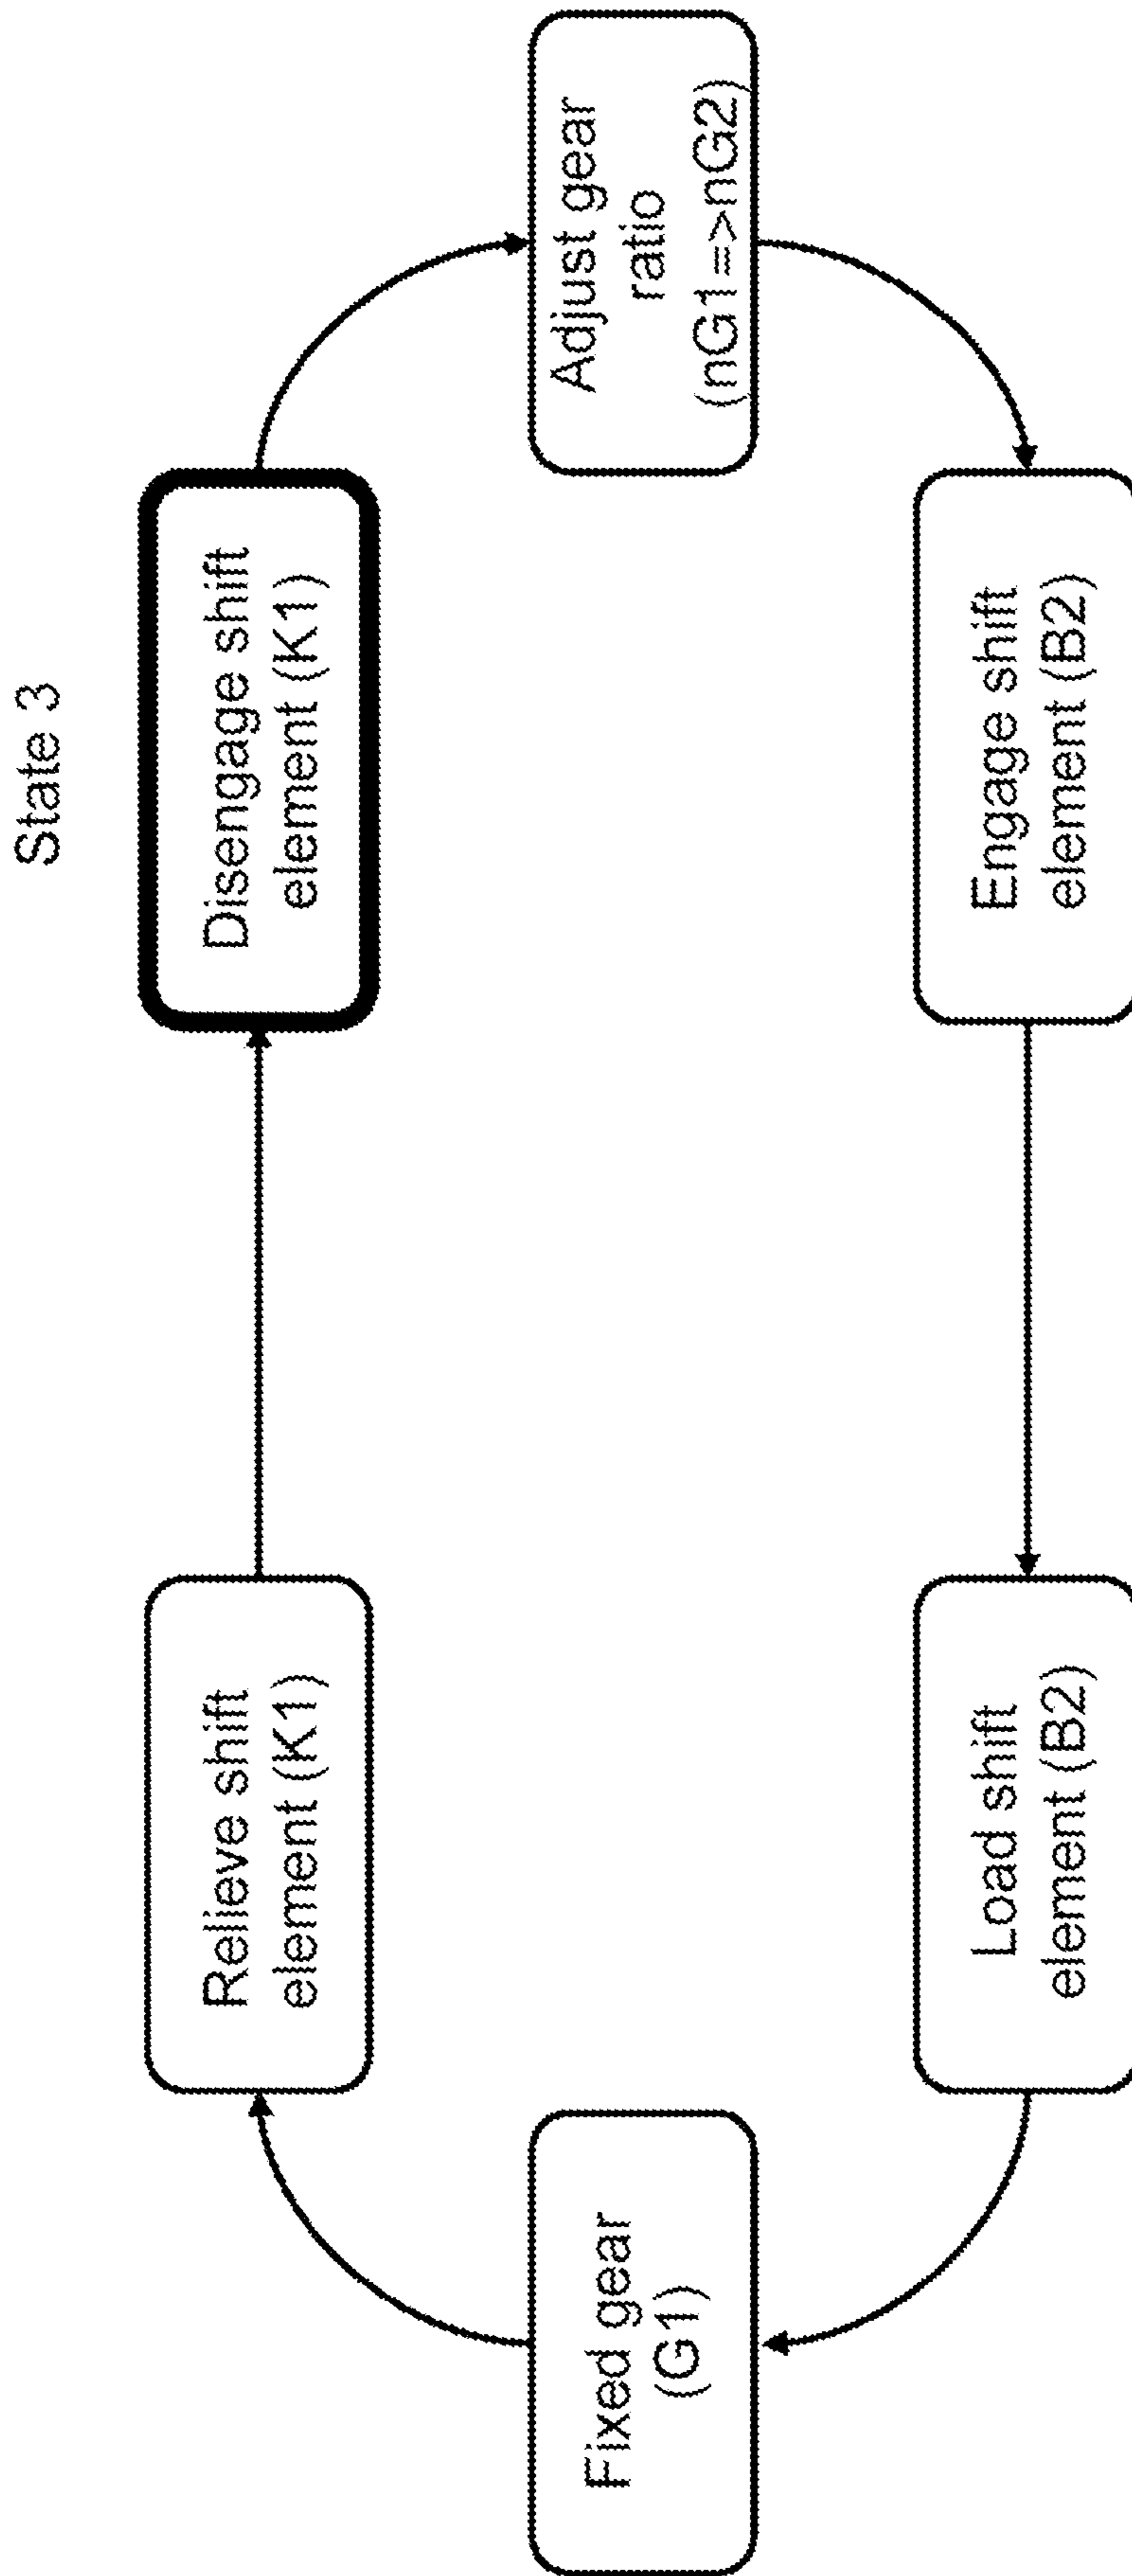 State 3
Relieve shift
element (K1)
Disengage shift
element (K1)
Fixed gear
(G1)
Adjust gear
ratio
(nG1=>nG2)
Load shift
element (B2)
Engage shift
element (B2)